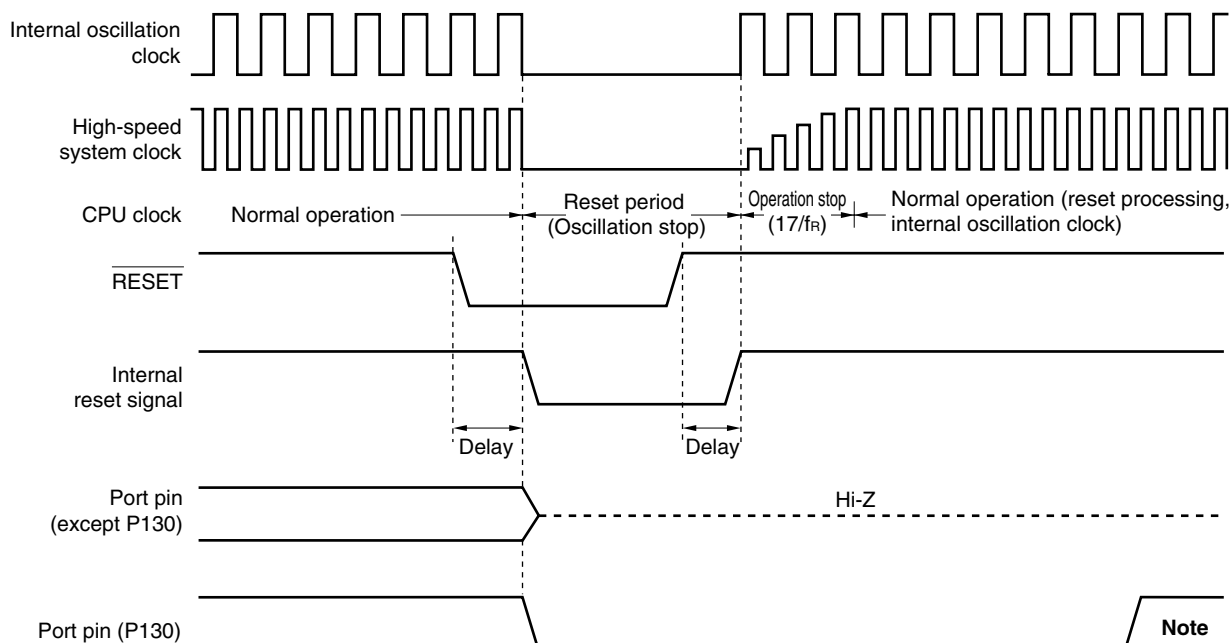 Internal oscillation
clock
High-speed
system clock
CPU clock
Normal operation
Reset period
(Oscillation stop)
Operation stop
(17/fR)
Normal operation (reset processing,
internal oscillation clock)
RESET
Internal
reset signal
Delay
Delay
Port pin
(except P130)
Hi-Z
Port pin (P130)
Note